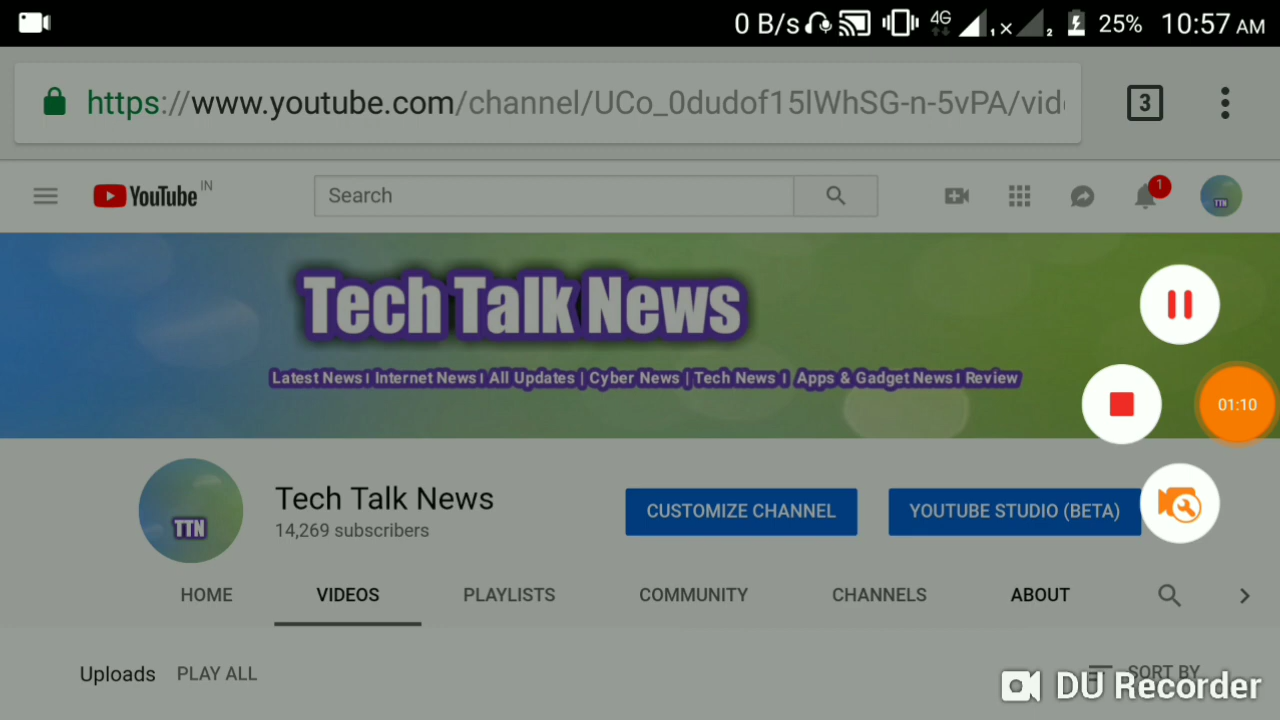 0 B/s 4G 1 x 2 25% 10:57 AM
https://www.youtube.com/channel/UCo_0dudof15lWhSG-n-5vPA/vid
3
YouTube IN
Search
1
TTN
Tech Talk News
Latest News I Internet News I All Updates | Cyber News | Tech News I Apps & Gadget News I Review
01:10
TTN
Tech Talk News
14,269 subscribers
CUSTOMIZE CHANNEL
YOUTUBE STUDIO (BETA)
HOME VIDEOS PLAYLISTS COMMUNITY CHANNELS ABOUT
Uploads PLAY ALL SORT BY
DU Recorder